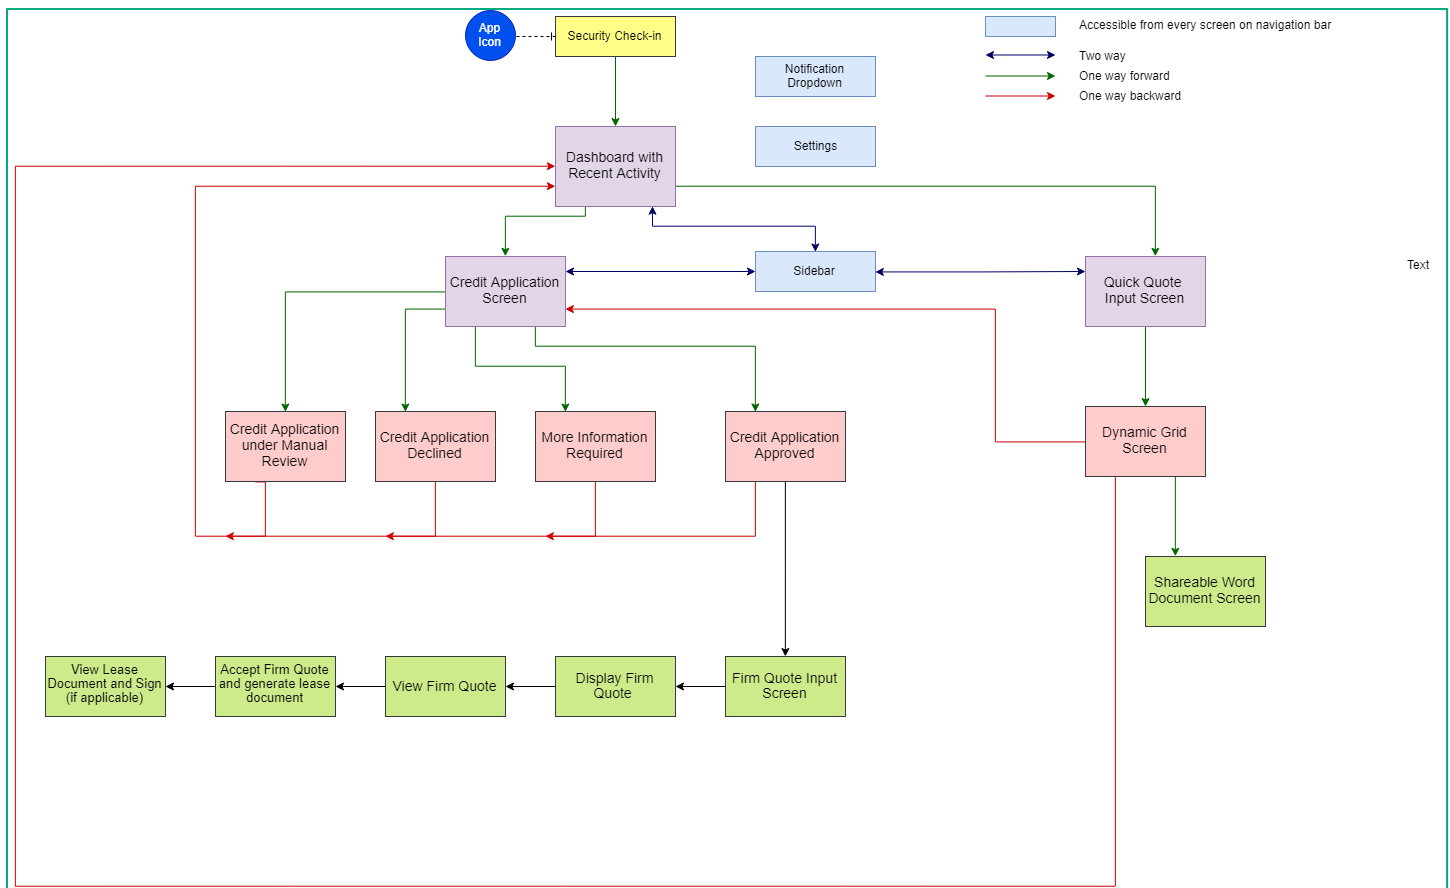 App
Icon
Security Check-in
Accessible from every screen on navigation bar
Two way
One way forward
One way backward
Notification
Dropdown
Settings
Dashboard with
Recent Activity
Credit Application
Screen
Sidebar
Quick Quote
Input Screen
Text
Credit Application
under Manual
Review
Credit Application
Declined
More Information
Required
Credit Application
Approved
Dynamic Grid
Screen
Shareable Word
Document Screen
View Lease
Document and Sign
(if applicable)
Accept Firm Quote
and generate lease
document
View Firm Quote
Display Firm
Quote
Firm Quote Input
Screen